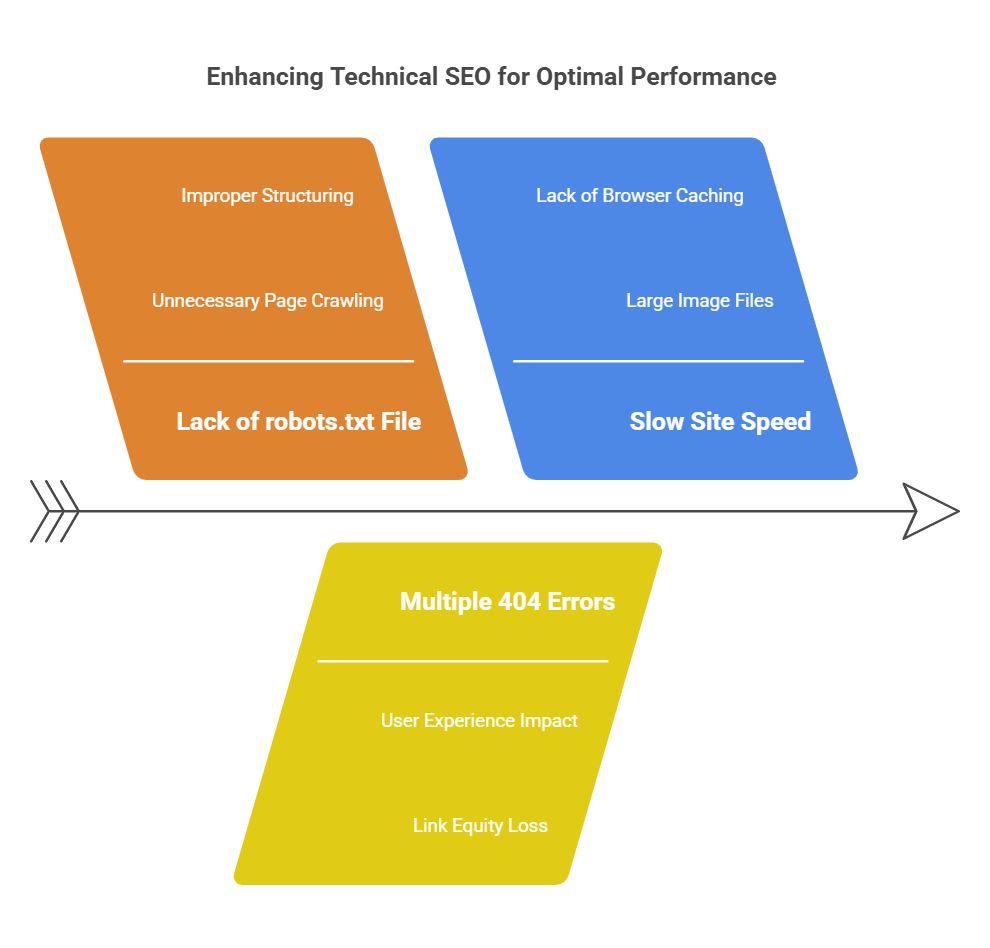 Enhancing Technical SEO for Optimal Performance
Improper Structuring
Unnecessary Page Crawling
Lack of robots.txt File
Lack of Browser Caching
Large Image Files
Slow Site Speed
Multiple 404 Errors
User Experience Impact
Link Equity Loss